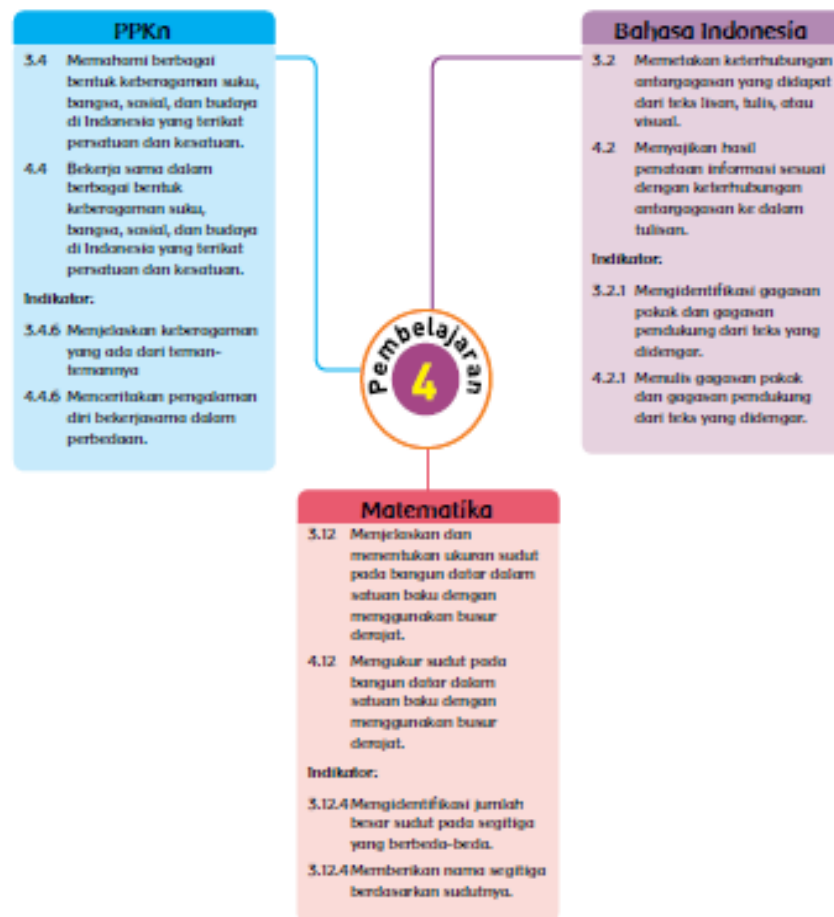 PPKn
3.4 Memahami berbagai
bentuk keberagaman suku,
bangsa, sosial, dan budaya
di Indonesia yang terikat
persatuan dan kesatuan.
4.4 Bekerja sama dalam
berbagai bentuk
keberagaman suku,
bangsa, sosial, dan budaya
di Indonesia yang terikat
persatuan dan kesatuan.
Indikator:
3.4.6 Menjelaskan keberagaman
yang ada dari teman-
temannya
4.4.6 Menceritakan pengalaman
diri bekerjasama dalam
perbedaan.
Bahasa Indonesia
3.2 Memetakan keterhubungan
antargagasan yang didapat
dari teks lisan, tulis, atau
visual.
4.2 Menyajikan hasil
penataan informasi sesuai
dengan keterhubungan
antargagasan ke dalam
tulisan.
Indikator:
3.2.1 Mengidentifikasi gagasan
pokok dan gagasan
pendukung dari teks yang
didengar.
4.2.1 Menulis gagasan pokok
dan gagasan pendukung
dari teks yang didengar.
Pembelajaran
4
Matematika
3.12 Menjelaskan dan
menentukan ukuran sudut
pada bangun datar dalam
satuan baku dengan
menggunakan busur
derajat.
4.12 Mengukur sudut pada
bangun datar dalam
satuan baku dengan
menggunakan busur
derajat.
Indikator:
3.12.4 Mengidentifikasi jumlah
besar sudut pada segitiga
yang berbeda-beda.
3.12.4 Memberikan nama segitiga
berdasarkan sudutnya.